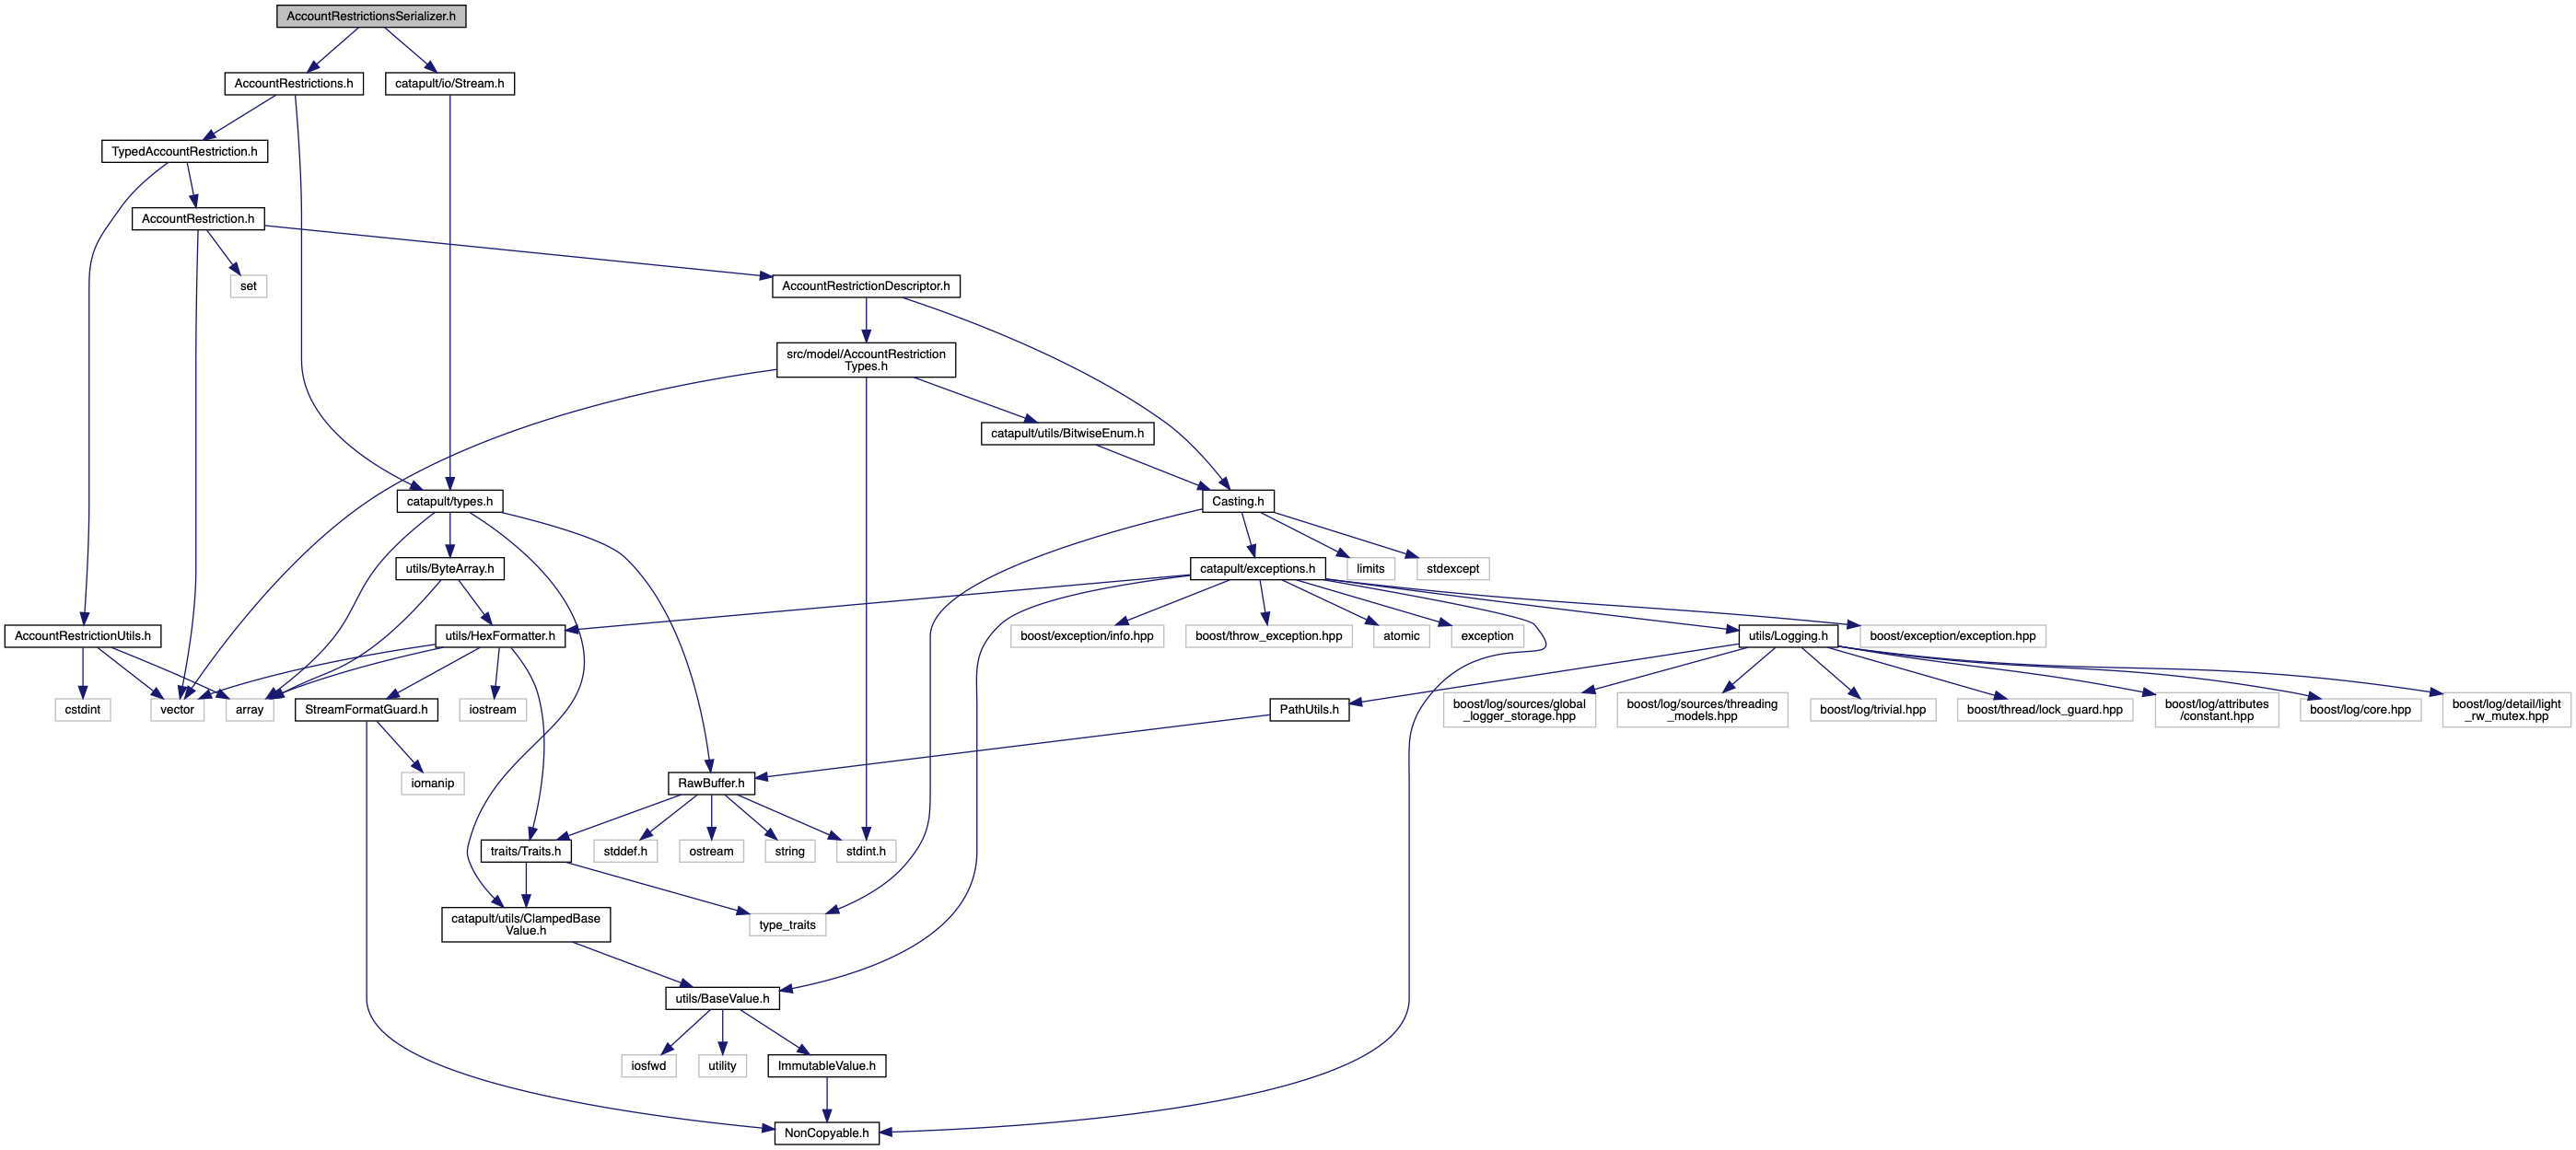 AccountRestrictionsSerializer.h
AccountRestrictions.h
catapult/io/Stream.h
TypedAccountRestriction.h
AccountRestriction.h
set
AccountRestrictionDescriptor.h
src/model/AccountRestriction
Types.h
catapult/utils/BitwiseEnum.h
catapult/types.h
Casting.h
utils/ByteArray.h
catapult/exceptions.h
limits
stdexcept
AccountRestrictionUtils.h
utils/HexFormatter.h
boost/exception/info.hpp
boost/throw_exception.hpp
atomic
exception
utils/Logging.h
boost/exception/exception.hpp
cstdint
vector
array
StreamFormatGuard.h
iostream
PathUtils.h
boost/log/sources/global
_logger_storage.hpp
boost/log/sources/threading
_models.hpp
boost/log/trivial.hpp
boost/thread/lock_guard.hpp
boost/log/attributes
/constant.hpp
boost/log/core.hpp
boost/log/detail/light
_rw_mutex.hpp
iomanip
RawBuffer.h
traits/Traits.h
stddef.h
ostream
string
stdint.h
catapult/utils/ClampedBase
Value.h
type_traits
utils/BaseValue.h
iosfwd
utility
ImmutableValue.h
NonCopyable.h